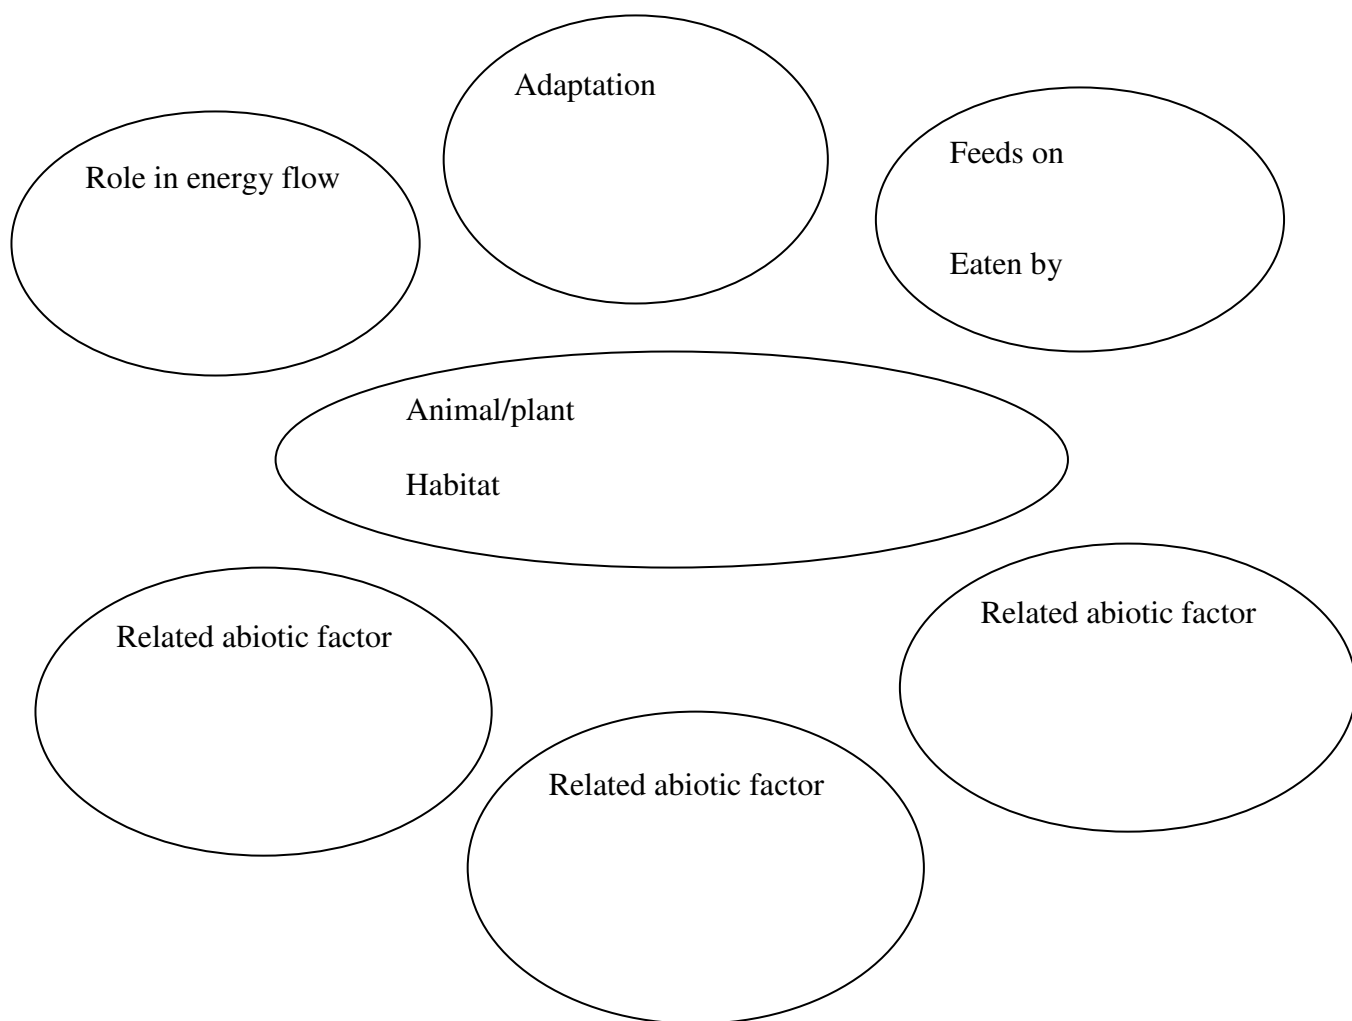 Adaptation
Role in energy flow
Feeds on
Eaten by
Animal/plant
Habitat
Related abiotic factor
Related abiotic factor
Related abiotic factor